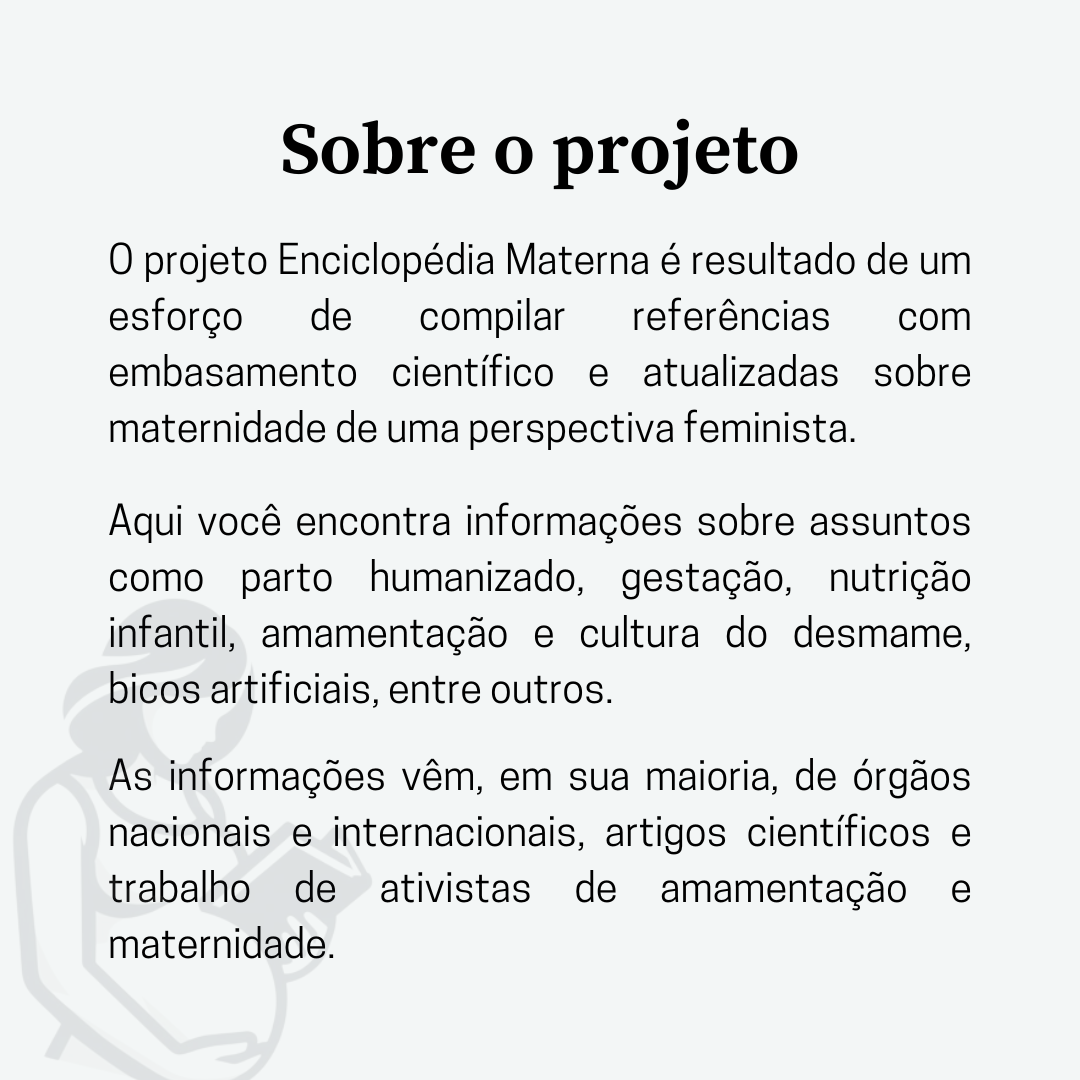 Sobre o projeto
O projeto Enciclopédia Materna é resultado de um
esforço de compilar referências com
embasamento científico e atualizadas sobre
maternidade de uma perspectiva feminista.
Aqui você encontra informações sobre assuntos
como parto humanizado, gestação, nutrição
infantil, amamentação e cultura do desmame,
bicos artificiais, entre outros.
As informações vêm, em sua maioria, de órgãos
nacionais e internacionais, artigos científicos e
trabalho de ativistas de amamentação e
maternidade.